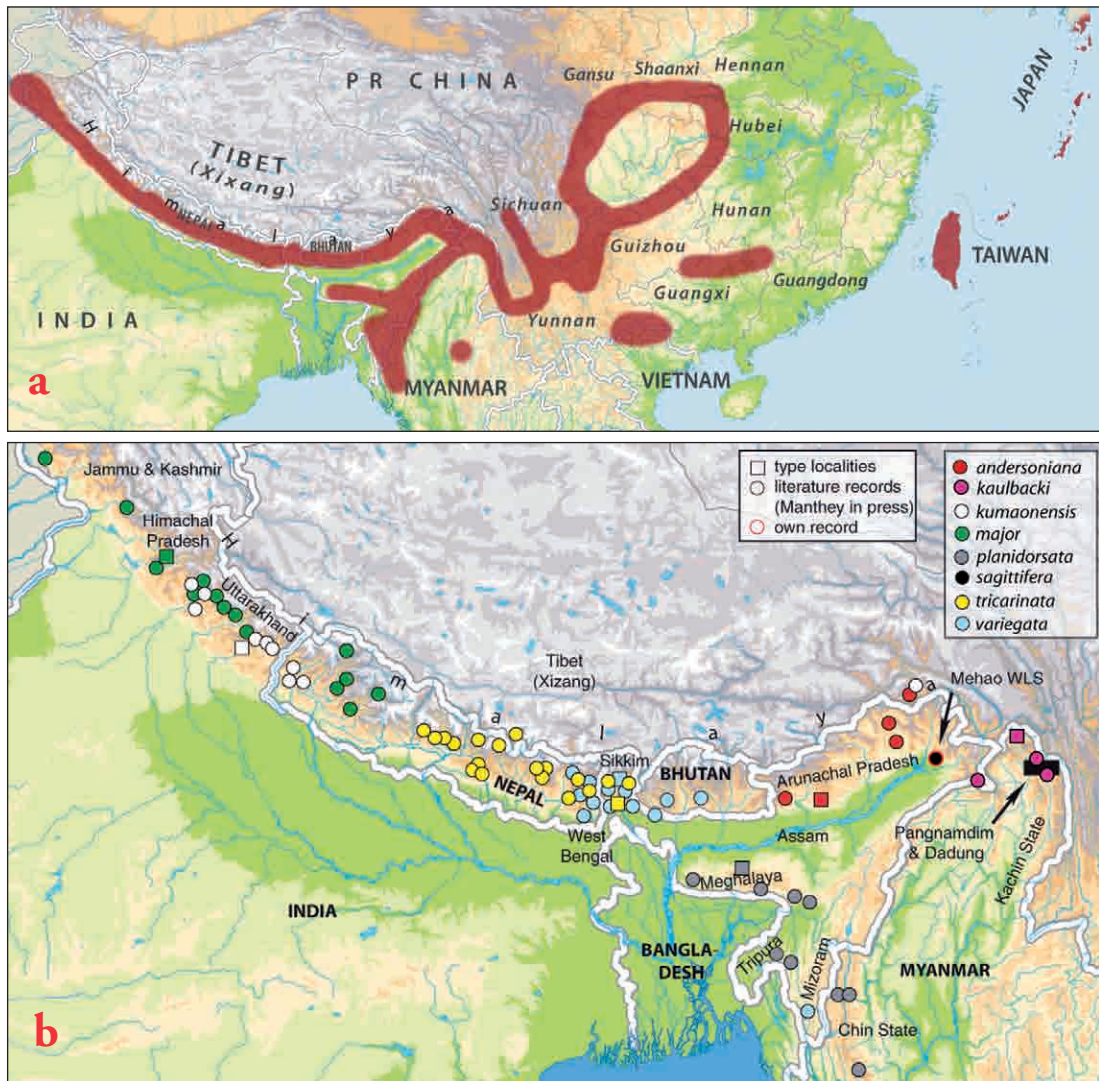 PR CHINA
Gansu
Shaanxi
Hennan
JAPAN
Hubei
H i m a l a y a
TIBET
(Xixang)
Sichuan
NEPAL
BHUTAN
Hunan
Guizhou
TAIWAN
Guangxi
Guangdong
INDIA
Yunnan
MYANMAR
VIETNAM
a
Jammu & Kashmir
Himachal
Pradesh
type localities
literature records
(Manthey in press)
own record
andersoniana
kaulbacki
kumaonensis
major
planidorsata
sagittifera
tricarinata
variegata
H i m a l a y a
Uttarakhand
Tibet
(Xizang)
Mehao WLS
Sikkim
BHUTAN
Arunachal Pradesh
NEPAL
West
Bengal
Assam
Pangnamdim
& Dadung
Kachin State
Meghalaya
INDIA
BANGLA-
DESH
Tripura
Mizoram
MYANMAR
Chin State
b